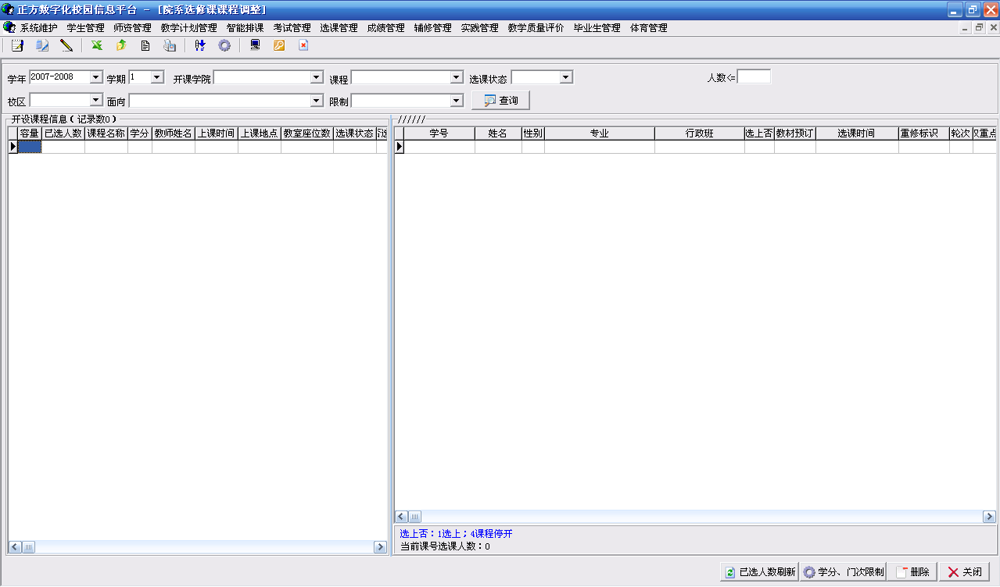 正方数字化校园信息平台 - [院系选修课课程调整]
系统维护 学生管理 师资管理 教学计划管理 智能排课 考试管理 选课管理 成绩管理 辅修管理 实践管理 教学质量评价 毕业生管理 体育管理
学年 2007-2008 学期 1 开课学院 课程 选课状态 人数<=
校区 面向 限制 查询
开设课程信息(记录数0)
容量 已选人数 课程名称 学分 教师姓名 上课时间 上课地点 教室座位数 选课状态
//////
学号 姓名 性别 专业 行政班 选上否 教材预订 选课时间 重修标识 轮次 重点
选上否：1选上；4课程停开
当前课号选课人数：0
已选人数刷新 学分、门次限制 删除 关闭